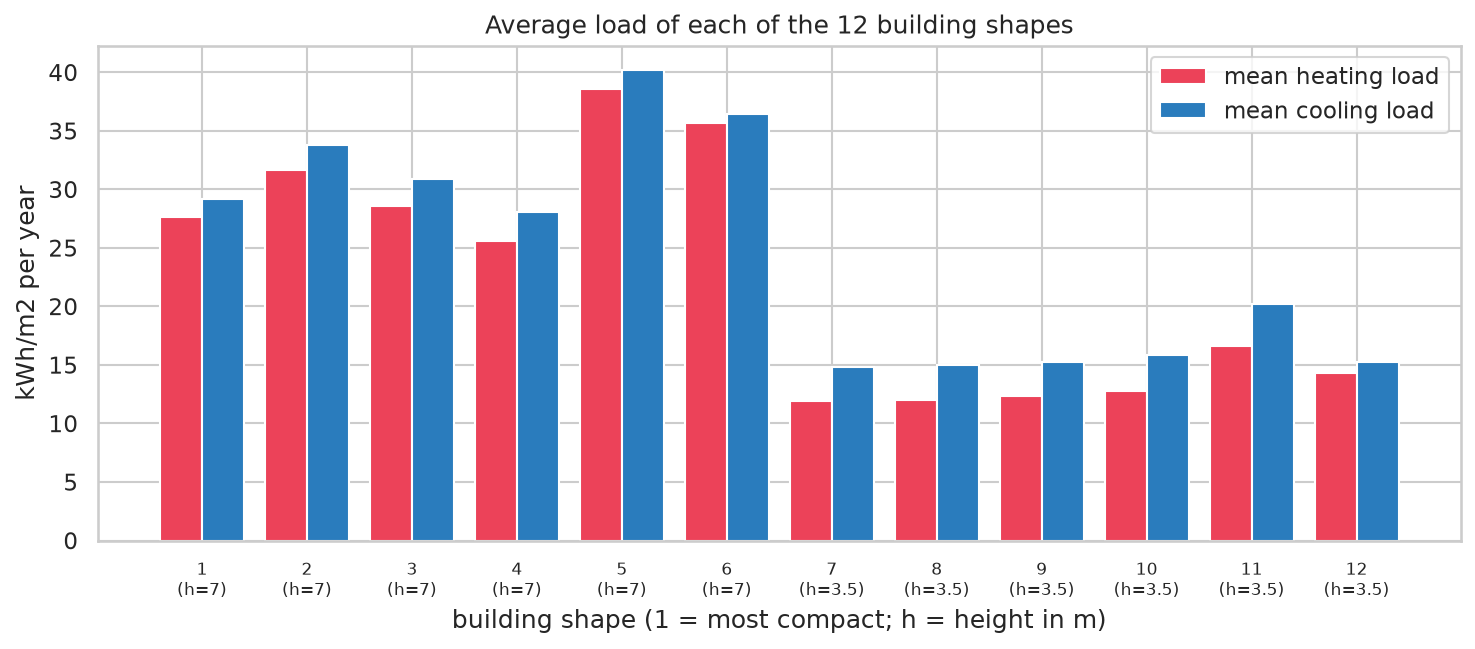 Average load of each of the 12 building shapes
mean heating load
mean cooling load
kWh/m2 per year
40
35
30
25
20
15
10
5
0
1 2 3 4 5 6 7 8 9 10 11 12
(h=7) (h=7) (h=7) (h=7) (h=7) (h=7) (h=3.5) (h=3.5) (h=3.5) (h=3.5) (h=3.5) (h=3.5)
building shape (1 = most compact; h = height in m)